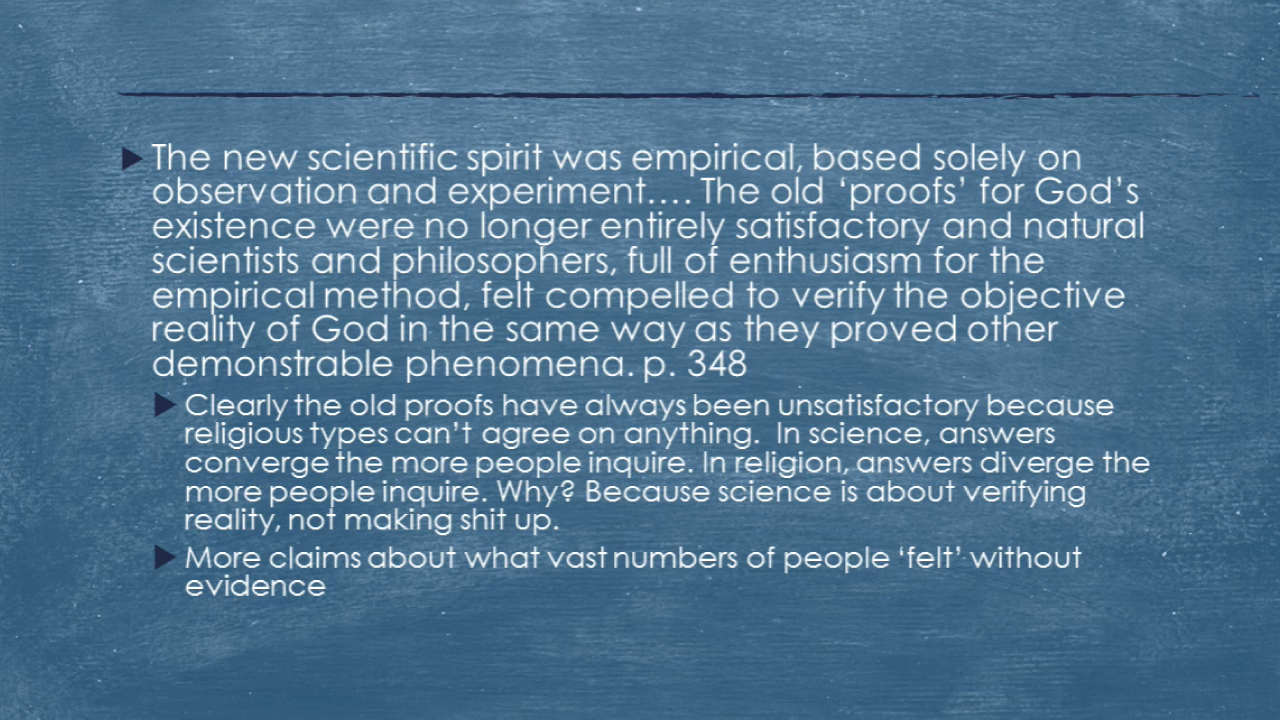 The new scientific spirit was empirical, based solely on
observation and experiment…. The old ‘proofs’ for God’s
existence were no longer entirely satisfactory and natural
scientists and philosophers, full of enthusiasm for the
empirical method, felt compelled to verify the objective
reality of God in the same way as they proved other
demonstrable phenomena. p. 348
Clearly the old proofs have always been unsatisfactory because
religious types can’t agree on anything.  In science, answers
converge the more people inquire. In religion, answers diverge the
more people inquire. Why? Because science is about verifying
reality, not making shit up.
More claims about what vast numbers of people ‘felt’ without
evidence